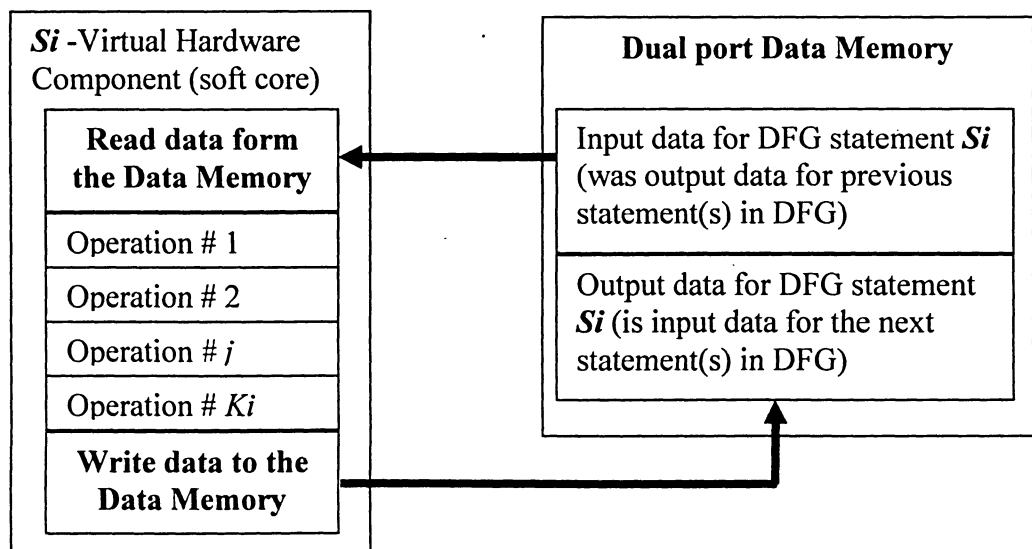 Si -Virtual Hardware
Component (soft core)
Read data form
the Data Memory
Operation # 1
Operation # 2
Operation # j
Operation # Ki
Write data to the
Data Memory
Dual port Data Memory
Input data for DFG statement Si
(was output data for previous
statement(s) in DFG)
Output data for DFG statement
Si (is input data for the next
statement(s) in DFG)